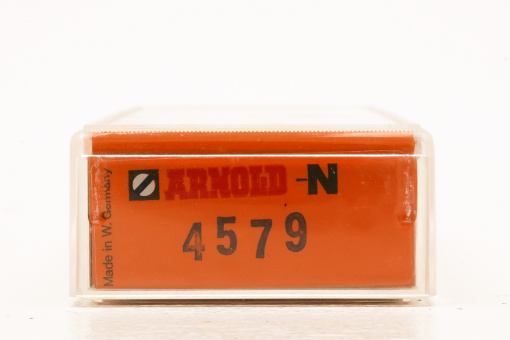 ARNOLD -N
4579
Made in W. Germany